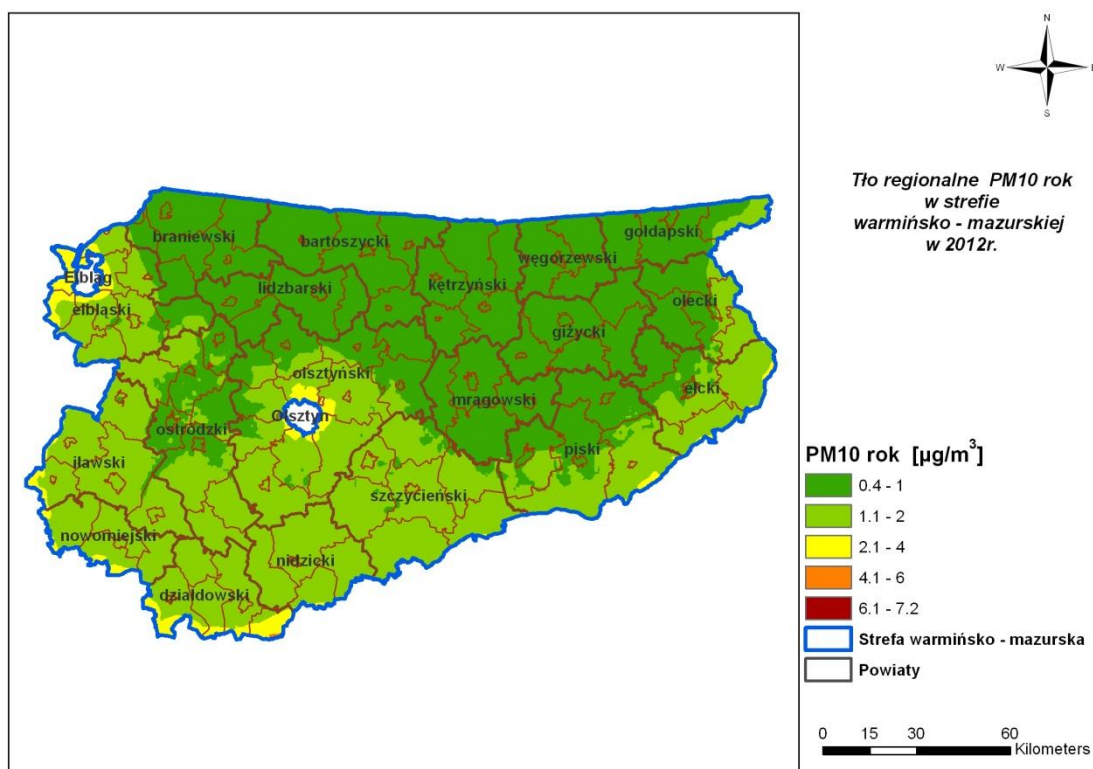 N
W E
S
Tło regionalne PM10 rok
w strefie
warmińsko - mazurskiej
w 2012r.
braniewski
bartoszycki
gołdapski
węgorzewski
Elbląg
lidzbarski
kętrzyński
olecki
elbląski
giżycki
olsztyński
ełcki
mrągowski
Olsztyn
ostródzki
piski
iławski
szczycieński
nowomiejski
nidzicki
działdowski
PM10 rok [µg/m³]
0.4 - 1
1.1 - 2
2.1 - 4
4.1 - 6
6.1 - 7.2
Strefa warmińsko - mazurska
Powiaty
0 15 30 60
Kilometers